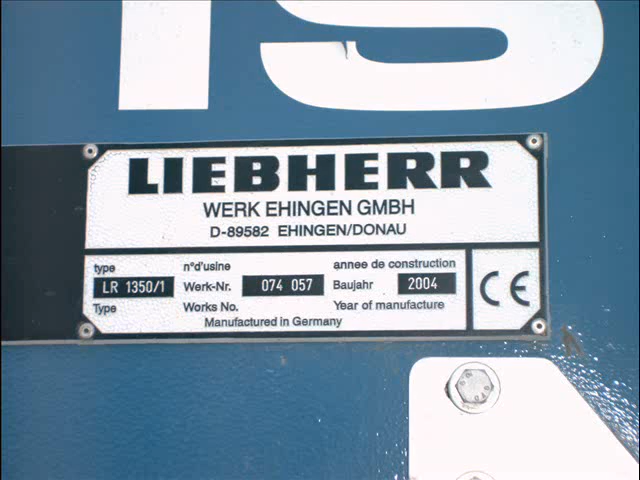 IS
LIEBHERR
WERK EHINGEN GMBH
D-89582 EHINGEN/DONAU
type n°d'usine annee de construction
LR 1350/1 Werk-Nr. 074 057 Baujahr 2004 CE
Type Works No. Year of manufacture
Manufactured in Germany